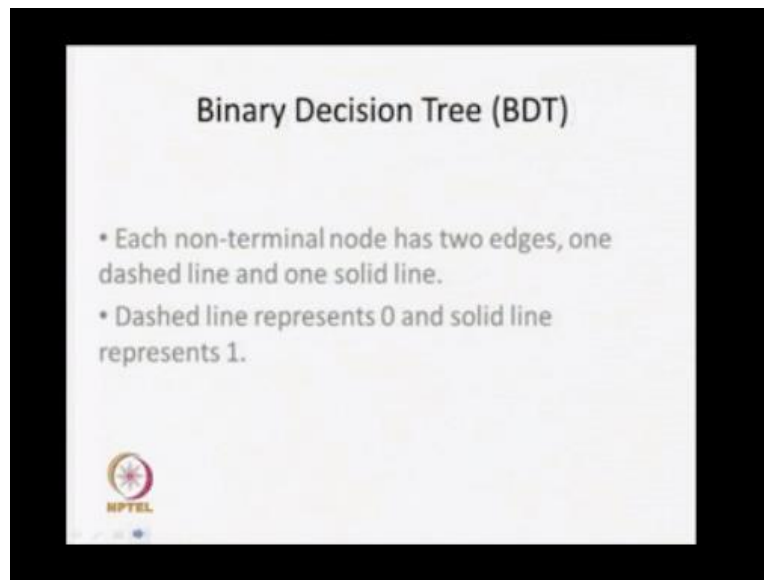 Binary Decision Tree (BDT)
• Each non-terminal node has two edges, one
dashed line and one solid line.
• Dashed line represents 0 and solid line
represents 1.
NPTEL